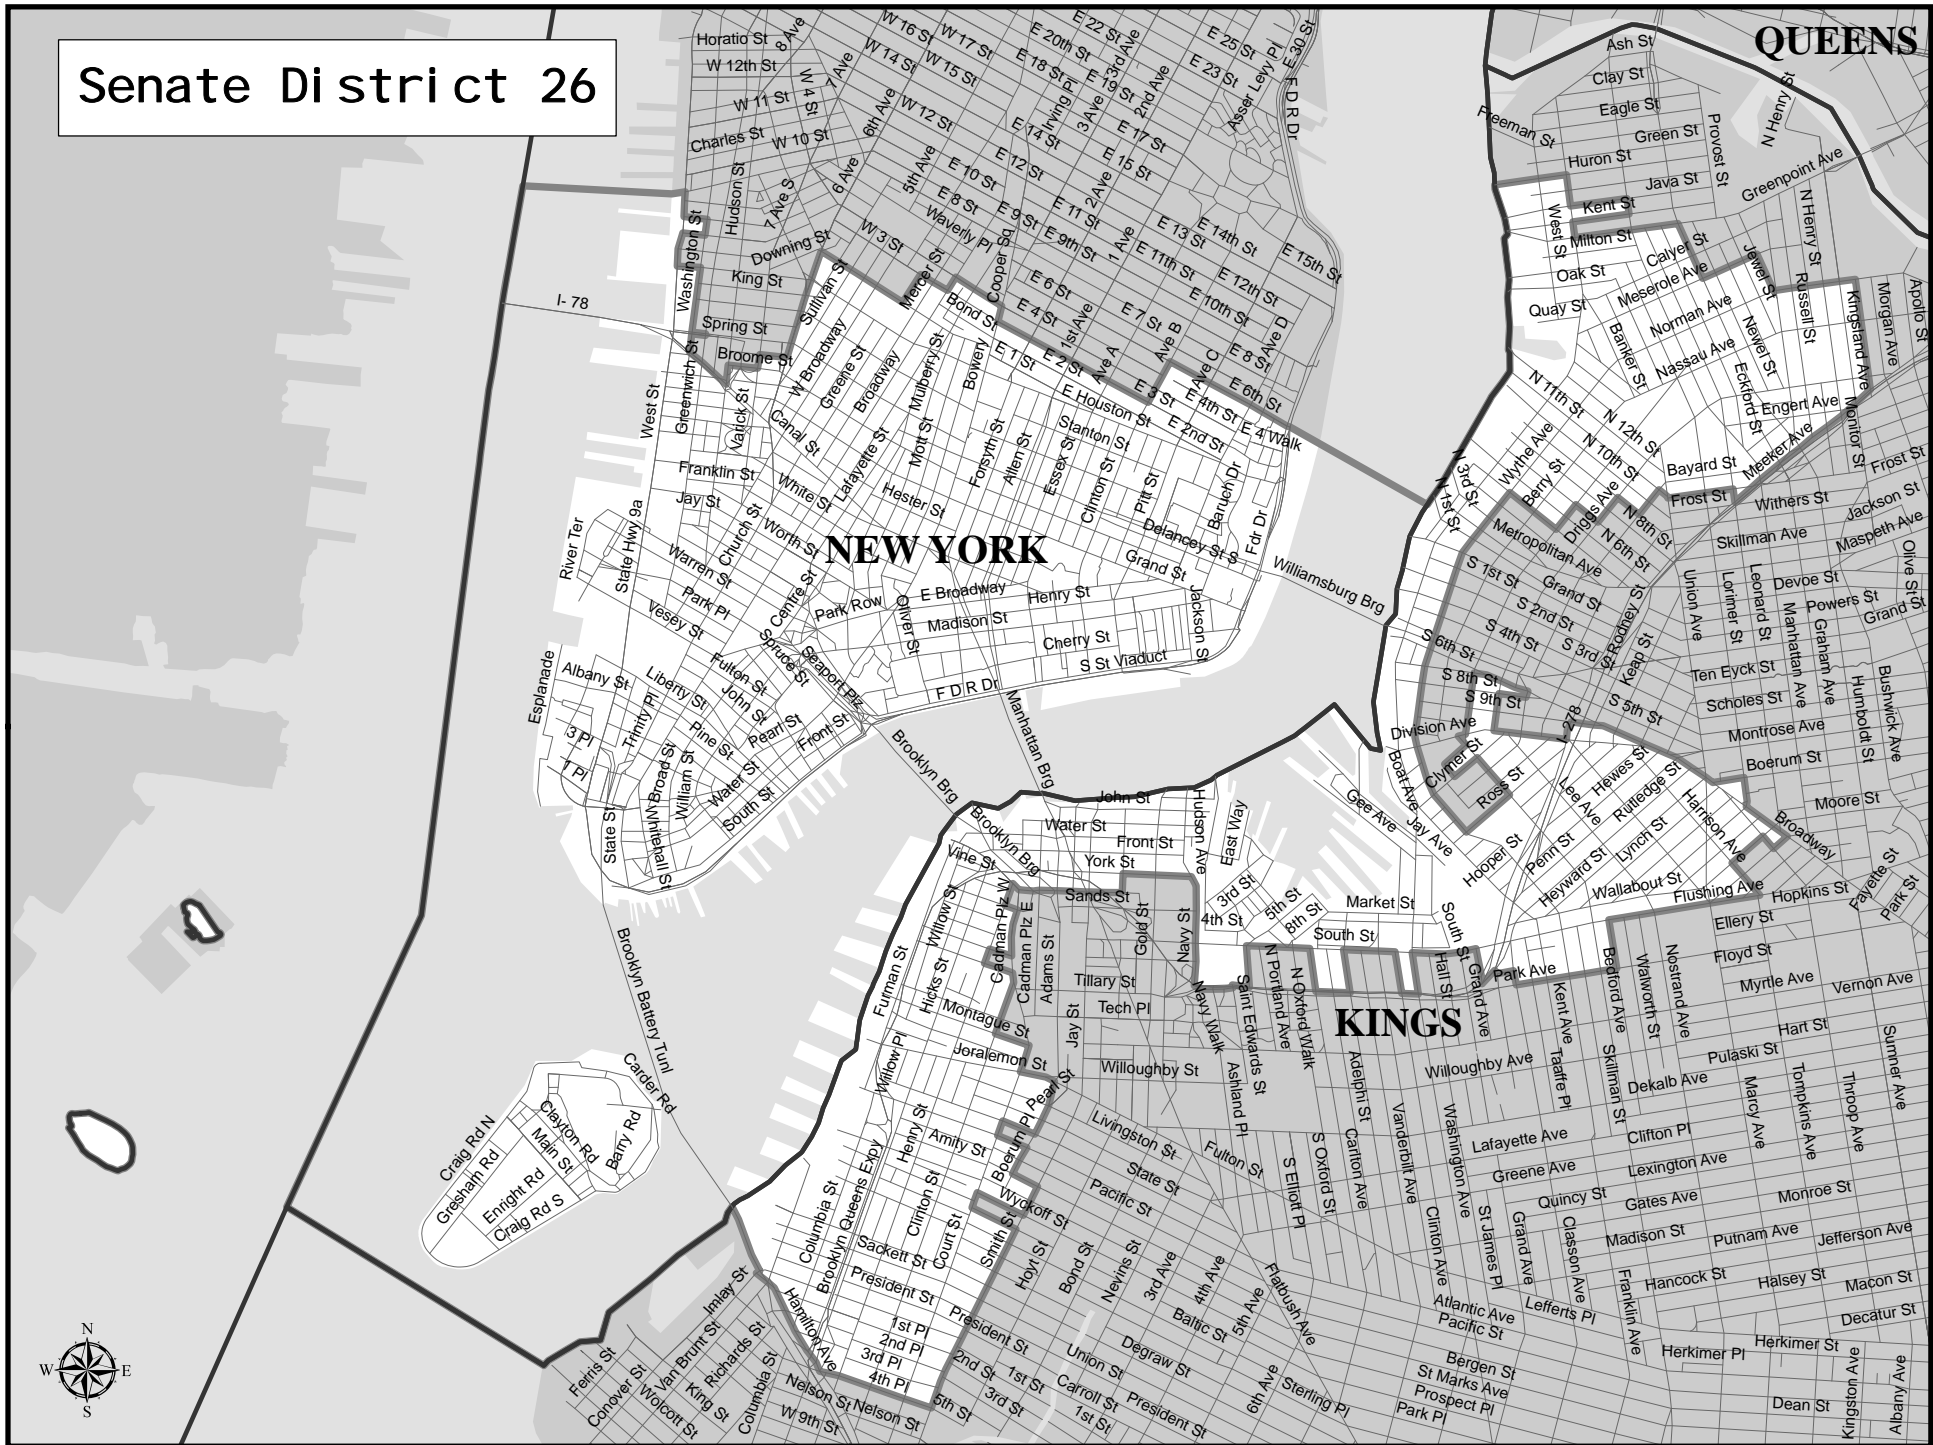 Senate District 26
QUEENS
NEW YORK
KINGS
Horatio St
8 Ave
W 12th St
W 4 St
7 Ave
W 16 St
W 17 St
W 14 St
W 15 St
W 11 St
Charles St
W 10 St
6th Ave
W 12 St
E 22 St
E 20th St
3rd Ave
E 18 St
E 19 St
Irving Pl
3 Ave
2nd Ave
E 25 St
E 23 St
Asser Levy Pl
E 30 St
F D R Dr
E 14 St
E 17 St
E 15 St
Hudson St
7 Ave S
6 Ave
5th Ave
E 10 St
E 12 St
E 8 St
E 9 St
E 11 St
2 Ave
Waverly Pl
W 3 St
Cooper Sq
E 9th St
1 Ave
E 13 St
E 14th St
E 15th St
E 11th St
E 12th St
E 10th St
Downing St
King St
Washington St
Sullivan St
Mercer St
Bond St
E 6 St
E 4 St
1st Ave
E 7 St
Ave B
Ave D
E 8 St
I- 78
Spring St
Broome St
W Broadway
Greene St
Broadway
Mulberry St
Bowery
E 1 St
E 2 St
Ave A
E 3 St
Ave C
E 6th St
E 4th St
E Houston St
E 2nd St
E 4 Walk
West St
Greenwich St
Varick St
Canal St
Lafayette St
Mott St
Forsyth St
Allen St
Stanton St
Essex St
Clinton St
Pitt St
Baruch Dr
Fdr Dr
Franklin St
White St
Hester St
Jay St
Church St
Worth St
Delancey St S
Grand St
River Ter
State Hwy 9a
Warren St
Park Pl
Centre St
Park Row
Oliver St
E Broadway
Henry St
Madison St
Cherry St
S St Viaduct
Jackson St
Williamsburg Brg
Vesey St
Spruce St
Seaport Plz
F D R Dr
Manhattan Brg
Brooklyn Brg
Esplanade
Albany St
Liberty St
Fulton St
John St
Trinity Pl
Pine St
Pearl St
Front St
3 Pl
1 Pl
Broad St
William St
Water St
South St
State St
Whitehall St
Brooklyn Battery Tunl
Carder Rd
Craig Rd N
Gresham Rd
Clayton Rd
Main St
Barry Rd
Enright Rd
Craig Rd S
Ash St
Clay St
Eagle St
Freeman St
Green St
Provost St
N Henry St
Huron St
Java St
Greenpoint Ave
Kent St
West St
Milton St
Calyer St
N Henry St
Oak St
Meserole Ave
Jewel St
Quay St
Norman Ave
Russell St
Kingsland Ave
Morgan Ave
Apollo St
Banker St
Nassau Ave
Newel St
Eckford St
Engert Ave
Monitor St
N 11th St
N 12th St
Wythe Ave
N 10th St
Berry St
Bayard St
Meeker Ave
Frost St
N 3rd St
N 1st St
Driggs Ave
N 8th St
Frost St
Withers St
Jackson St
N 6th St
Skillman Ave
Maspeth Ave
Metropolitan Ave
S 1st St
Grand St
Olive St
Union Ave
Lorimer St
Leonard St
Devoe St
Powers St
Grand St
S 2nd St
S 4th St
S 3rd St
S Rodney St
Keap St
Manhattan Ave
Graham Ave
S 6th St
S 8th St
S 9th St
Ten Eyck St
Scholes St
Humboldt St
Bushwick Ave
S 5th St
I-278
Montrose Ave
Boerum St
Division Ave
Clymer St
Ross St
Lee Ave
Hewes St
Rutledge St
Harrison Ave
Moore St
Broadway
Boat Ave
Gee Ave
Jay Ave
Hooper St
Penn St
Lynch St
Heyward St
Wallabout St
Flushing Ave
Hopkins St
Fayette St
Park St
John St
Hudson Ave
East Way
Brooklyn Brg
Water St
Front St
York St
Vine St
Sands St
3rd St
5th St
4th St
8th St
Market St
South St
South St
Cadman Plz W
Cadman Plz E
Gold St
Navy St
Willow St
Adams St
Tillary St
Tech Pl
Navy Walk
Saint Edwards St
N Portland Ave
N Oxford Walk
Hall St
Grand Ave
Park Ave
Kent Ave
Bedford Ave
Walworth St
Nostrand Ave
Ellery St
Floyd St
Myrtle Ave
Vernon Ave
Furman St
Hicks St
Montague St
Jay St
Joralemon St
Willow Pl
Willoughby St
Ashland Pl
Adelphi St
Willoughby Ave
Taaffe Pl
Skillman St
Dekalb Ave
Pulaski St
Hart St
Sumner Ave
Pearl St
Livingston St
Fulton St
S Elliott Pl
S Oxford St
Carlton Ave
Vanderbilt Ave
Washington Ave
Lafayette Ave
Clifton Pl
Marcy Ave
Tompkins Ave
Throop Ave
Henry St
Amity St
Boerum Pl
State St
Pacific St
Greene Ave
Lexington Ave
Quincy St
Gates Ave
Monroe St
Columbia St
Brooklyn Queens Expy
Clinton St
Court St
Wyckoff St
Smith St
Clinton Ave
St James Pl
Grand Ave
Classon Ave
Madison St
Putnam Ave
Jefferson Ave
Sackett St
Hoyt St
Bond St
Nevins St
3rd Ave
4th Ave
Flatbush Ave
Franklin Ave
Hancock St
Halsey St
Macon St
Imlay St
Hamilton Ave
President St
President St
Baltic St
5th Ave
Atlantic Ave
Pacific St
Lefferts Pl
Decatur St
1st Pl
2nd Pl
3rd Pl
4th Pl
Ferris St
Van Brunt St
Richards St
Union St
Degraw St
Herkimer St
Herkimer Pl
Bergen St
St Marks Ave
Prospect Pl
Park Pl
Conover St
Wolcott St
King St
Columbia St
Nelson St
Nelson St
W 9th St
5th St
2nd St
1st St
3rd St
Carroll St
1st St
President St
6th Ave
Sterling Pl
Dean St
Kingston Ave
Albany Ave
N
W
E
S